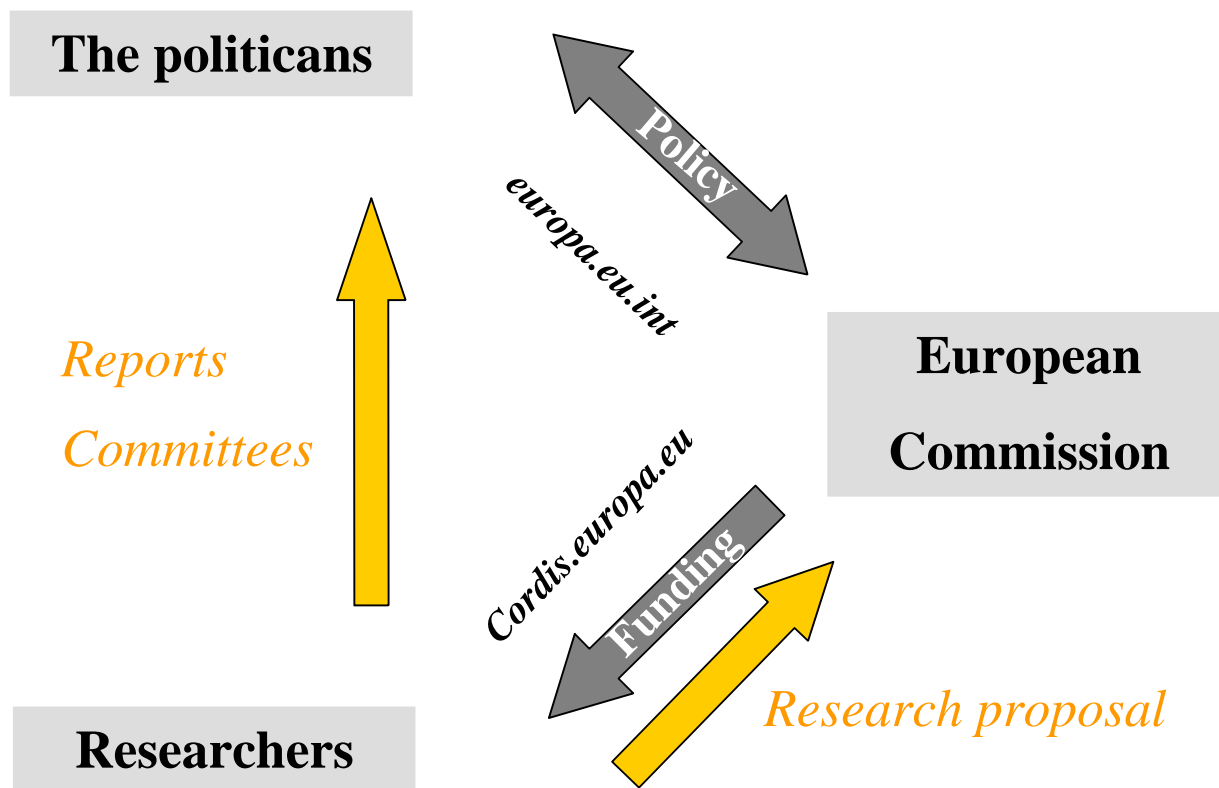 The politicans
Policy
europa.eu.int
Reports
Committees
European
Commission
Cordis.europa.eu
Funding
Research proposal
Researchers